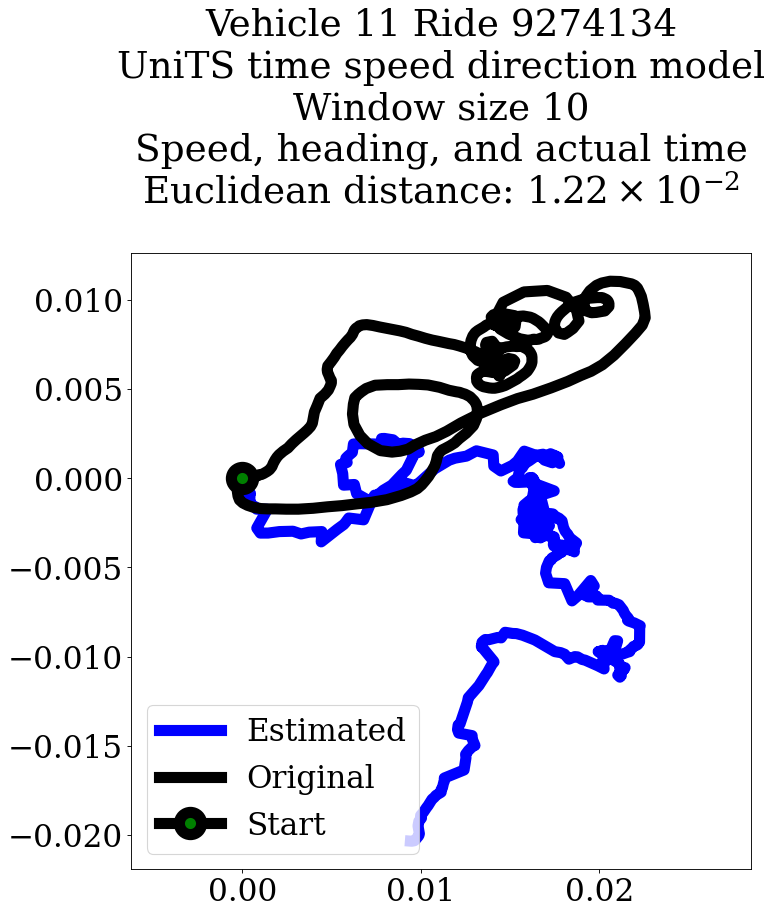 Vehicle 11 Ride 9274134
UniTS time speed direction model
Window size 10
Speed, heading, and actual time
Euclidean distance: 1.22 × 10⁻²
0.010
0.005
0.000
−0.005
−0.010
−0.015
−0.020
Estimated
Original
Start
0.00 0.01 0.02